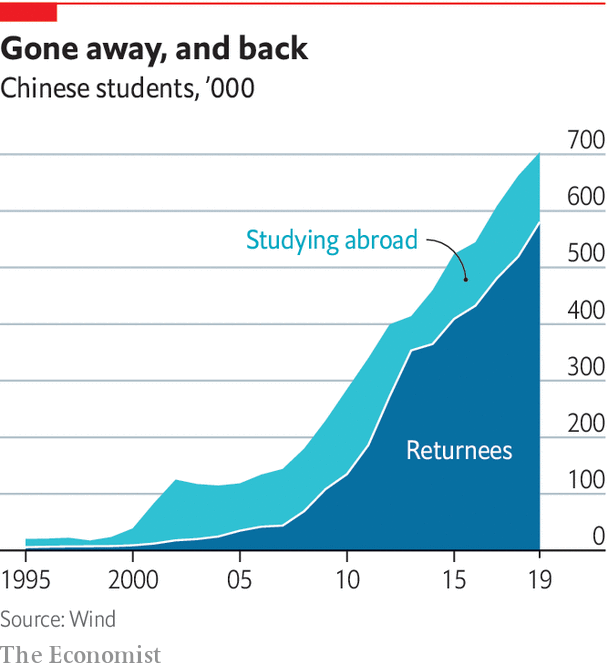 Gone away, and back
Chinese students, ’000
700
600
Studying abroad
500
400
300
200
Returnees
100
0
1995
2000
05
10
15
19
Source: Wind
The Economist